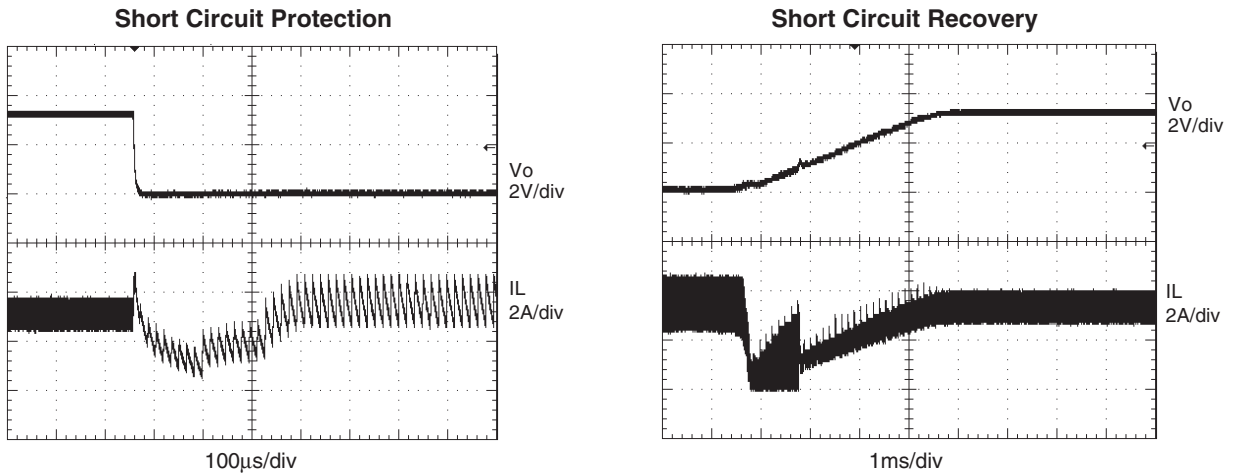 Short Circuit Protection
Vo
2V/div
IL
2A/div
100µs/div
Short Circuit Recovery
Vo
2V/div
IL
2A/div
1ms/div